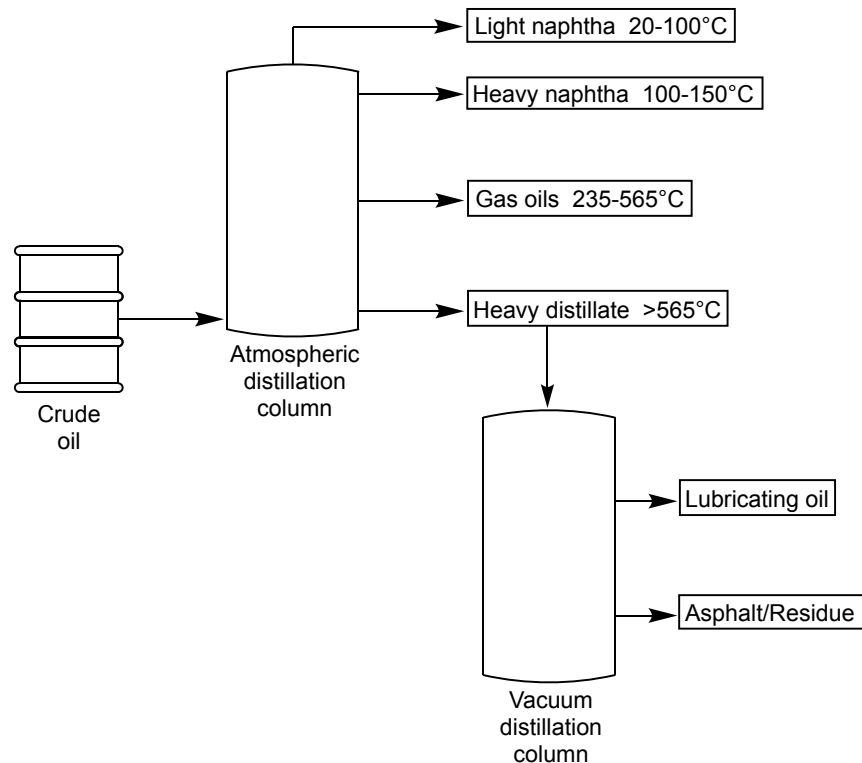 Light naphtha 20-100°C
Heavy naphtha 100-150°C
Gas oils 235-565°C
Heavy distillate >565°C
Atmospheric
distillation
column
Crude
oil
Lubricating oil
Asphalt/Residue
Vacuum
distillation
column